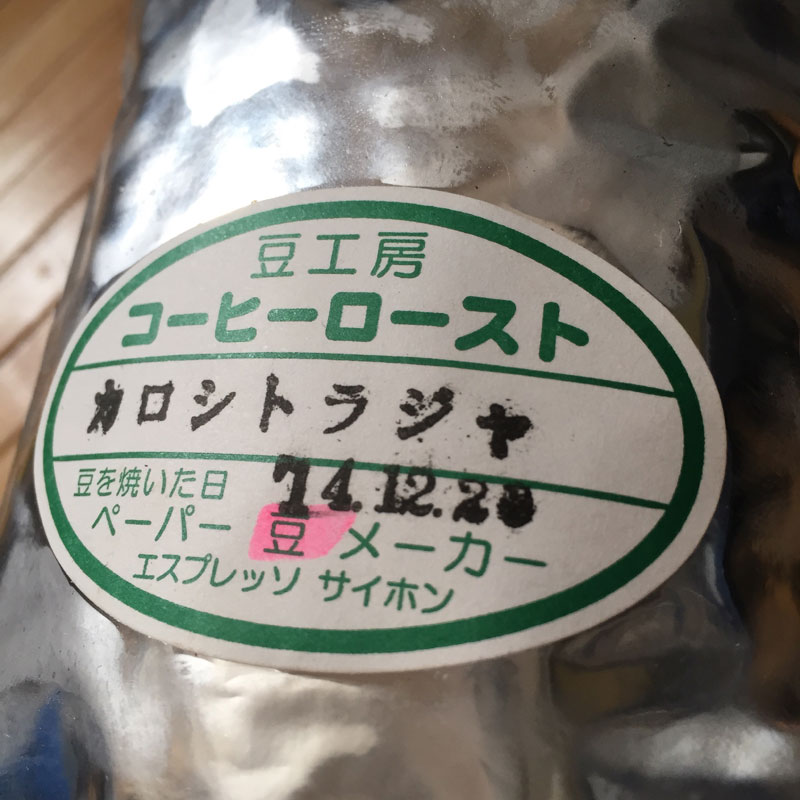 豆工房
コーヒーロースト
カロシトラジヤ
豆を焼いた日 14.12.28
ペーパー 豆 メーカー
エスプレッソ サイホン